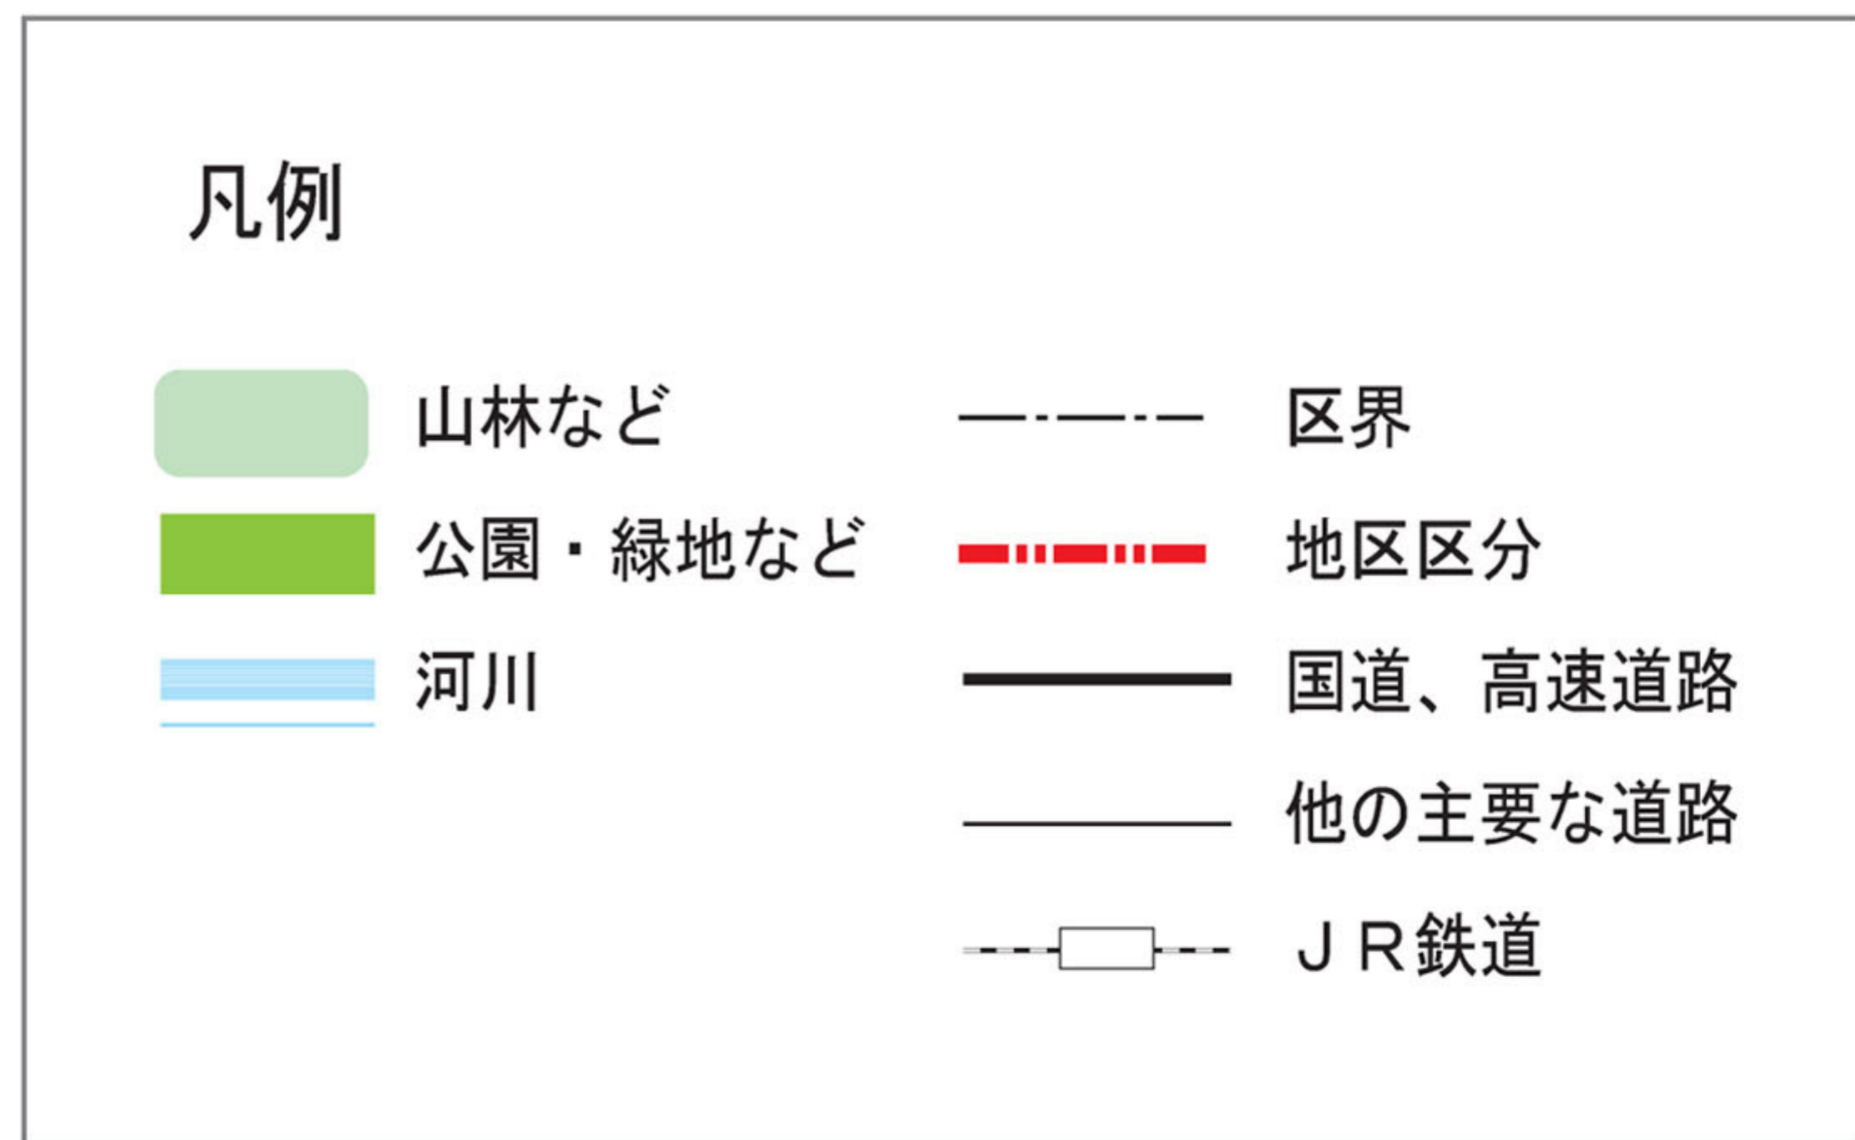 凡例
山林など
公園・緑地など
河川
区界
地区区分
国道、高速道路
他の主要な道路
ＪＲ鉄道